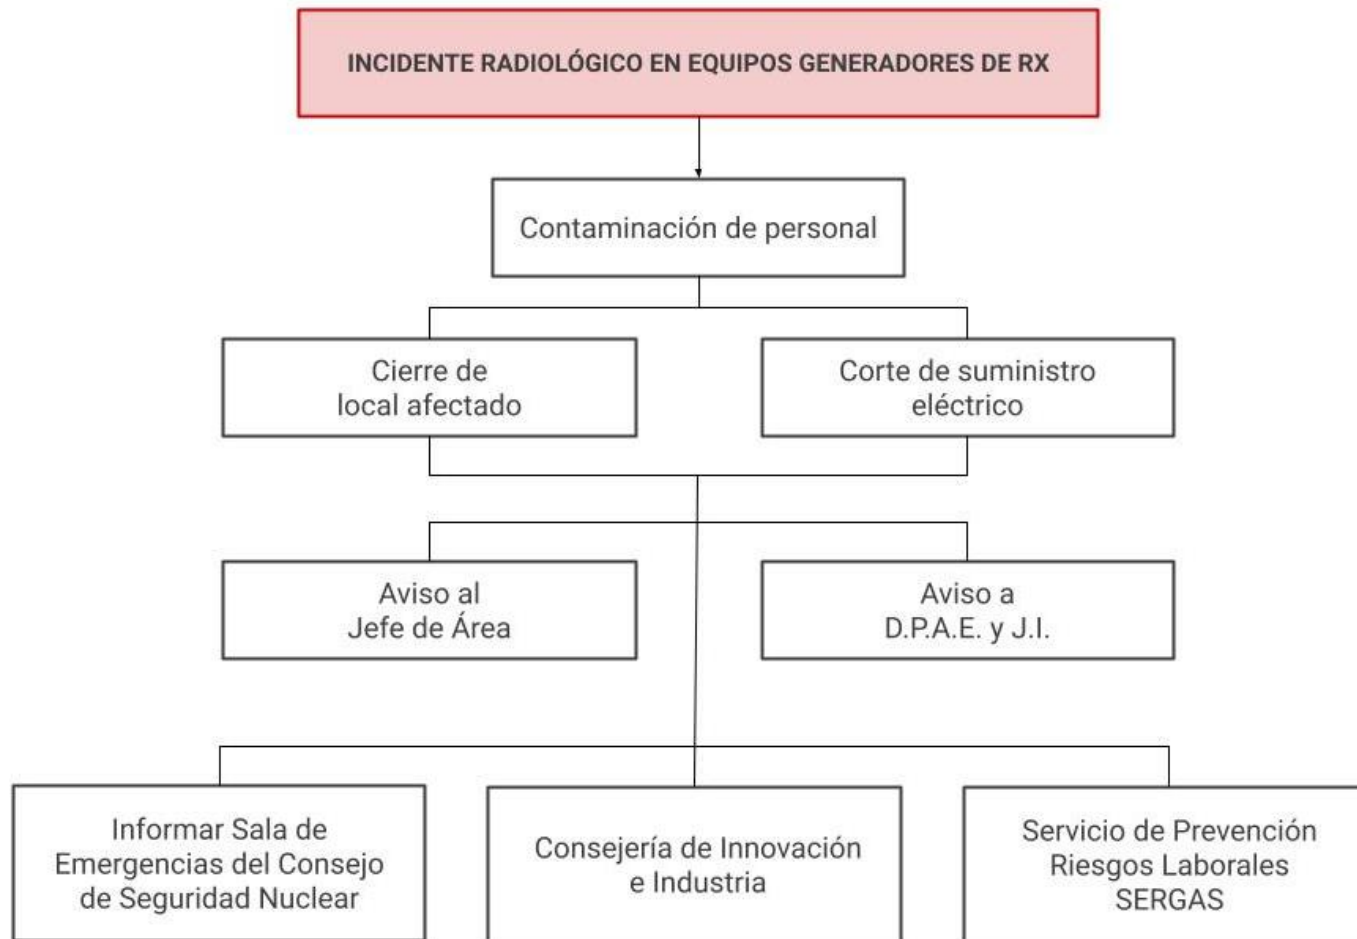 INCIDENTE RADIOLÓGICO EN EQUIPOS GENERADORES DE RX
Contaminación de personal
Cierre de
local afectado
Corte de suministro
eléctrico
Aviso al
Jefe de Área
Aviso a
D.P.A.E. y J.I.
Informar Sala de
Emergencias del Consejo
de Seguridad Nuclear
Consejería de Innovación
e Industria
Servicio de Prevención
Riesgos Laborales
SERGAS